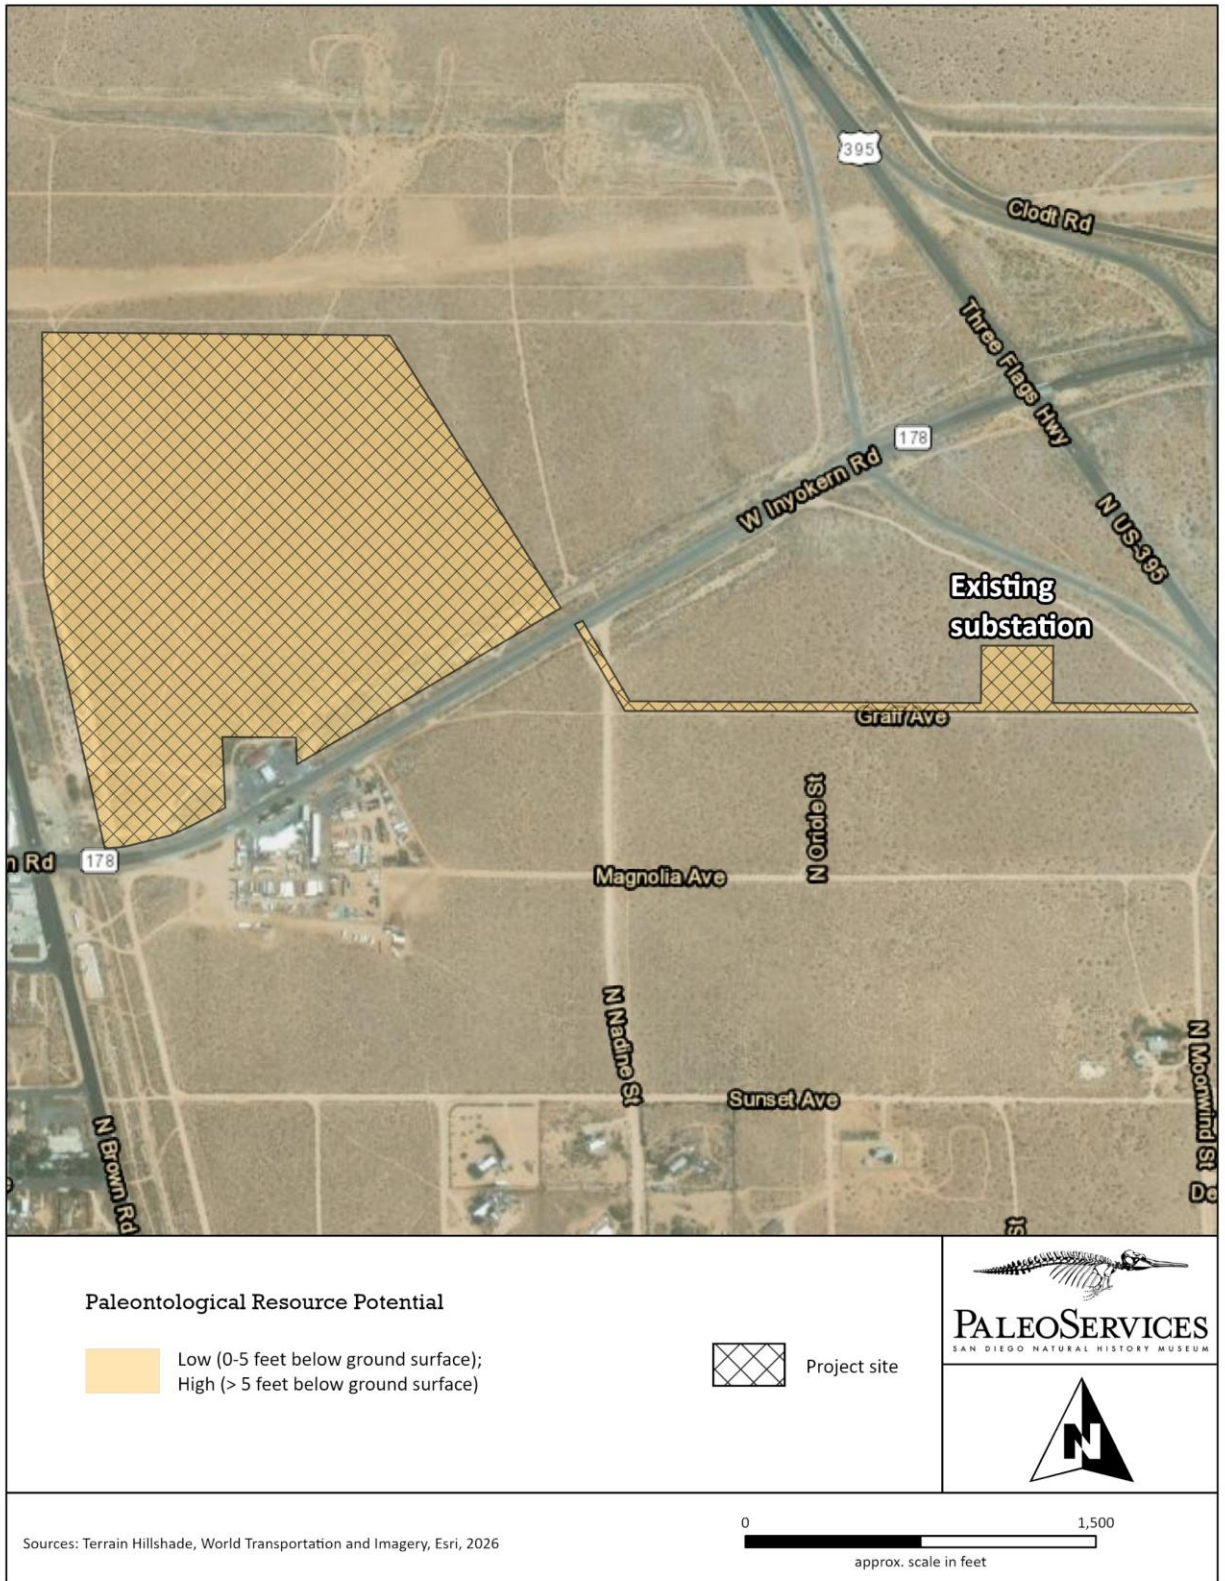 395
Clodt Rd
Three Flags Hwy
178
W Inyokern Rd
N US-395
Existing
substation
Graff Ave
N Oriole St
n Rd
178
Magnolia Ave
N Nadine St
Sunset Ave
N Moonwind St
N Brown Rd
De
St
Paleontological Resource Potential
Low (0-5 feet below ground surface);
High (> 5 feet below ground surface)
Project site
PALEOSERVICES
SAN DIEGO NATURAL HISTORY MUSEUM
N
Sources: Terrain Hillshade, World Transportation and Imagery, Esri, 2026
0 1,500
approx. scale in feet